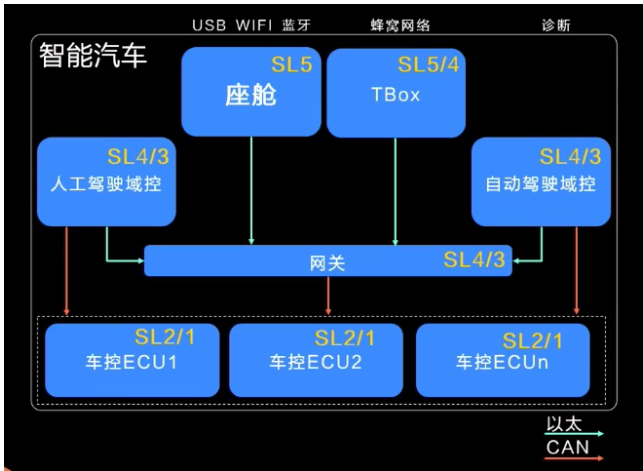 USB WIFI 蓝牙
蜂窝网络
诊断
智能汽车
SL5
座舱
SL5/4
TBox
SL4/3
人工驾驶域控
SL4/3
自动驾驶域控
网关
SL4/3
SL2/1
车控ECU1
SL2/1
车控ECU2
SL2/1
车控ECUn
以太
CAN